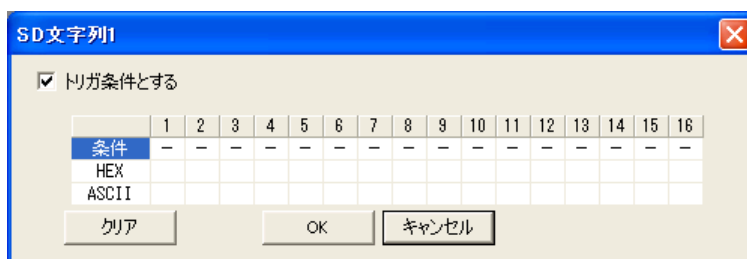 SD文字列1
トリガ条件とする
1 2 3 4 5 6 7 8 9 10 11 12 13 14 15 16
条件 － － － － － － － － － － － － － － － －
HEX
ASCII
クリア OK キャンセル